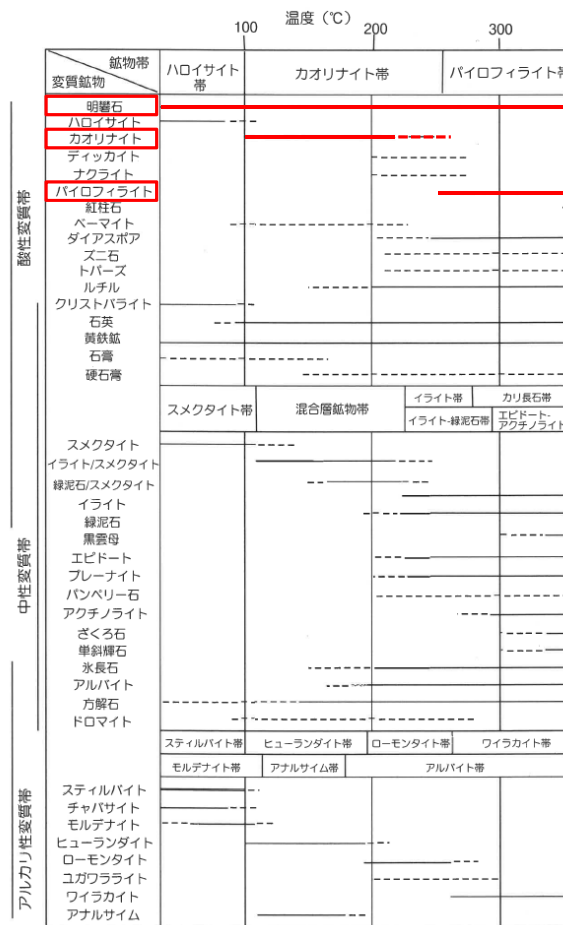 温度（℃）
100
200
300
鉱物帯
変質鉱物
ハロイサイト帯
カオリナイト帯
パイロフィライト帯
酸性変質帯
明礬石
ハロイサイト
カオリナイト
ディッカイト
ナクライト
パイロフィライト
紅柱石
ベーマイト
ダイアスポア
ズニ石
トパーズ
ルチル
クリストバライト
石英
黄鉄鉱
石膏
硬石膏
中性変質帯
スメクタイト帯
混合層鉱物帯
イライト帯
カリ長石帯
イライト-緑泥石帯
エピドート-
アクチノライト
スメクタイト
イライト/スメクタイト
緑泥石/スメクタイト
イライト
緑泥石
黒雲母
エピドート
プレーナイト
パンペリー石
アクチノライト
ざくろ石
単斜輝石
氷長石
アルバイト
方解石
ドロマイト
アルカリ性変質帯
スティルバイト帯
ヒューランダイト帯
ローモンタイト帯
ワイラカイト帯
モルデナイト帯
アナルサイム帯
アルバイト帯
スティルバイト
チャバサイト
モルデナイト
ヒューランダイト
ローモンタイト
ユガワラライト
ワイラカイト
アナルサイム